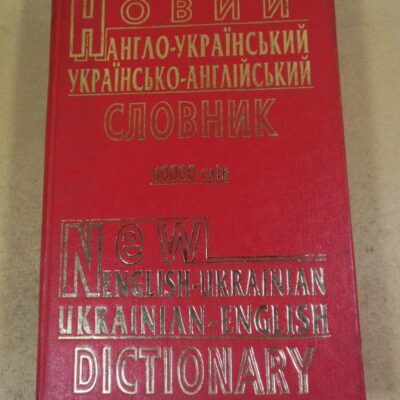 НОВИЙ
АНГЛО-УКРАЇНСЬКИЙ
УКРАЇНСЬКО-АНГЛІЙСЬКИЙ
СЛОВНИК
60000 слів
New
ENGLISH-UKRAINIAN
UKRAINIAN-ENGLISH
DICTIONARY